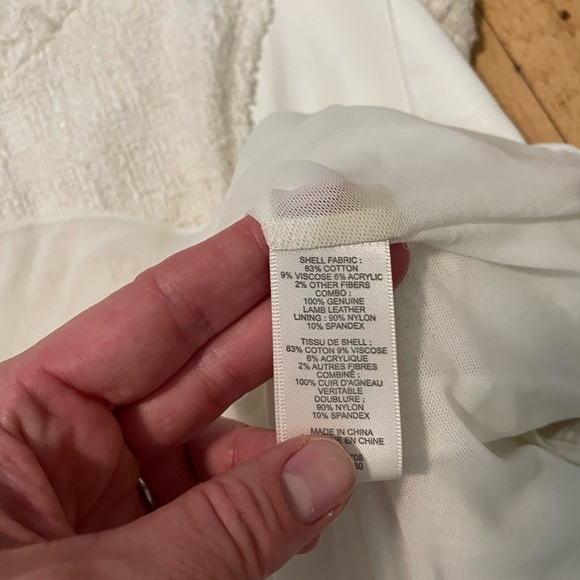 SHELL FABRIC :
83% COTTON
9% VISCOSE 6% ACRYLIC
2% OTHER FIBERS
COMBO :
100% GENUINE
LAMB LEATHER
LINING : 90% NYLON
10% SPANDEX
TISSU DE SHELL :
83% COTON 9% VISCOSE
6% ACRYLIQUE
2% AUTRES FIBRES
COMBINÉ :
100% CUIR D'AGNEAU
VERITABLE
DOUBLURE :
90% NYLON
10% SPANDEX
MADE IN CHINA
EN CHINE